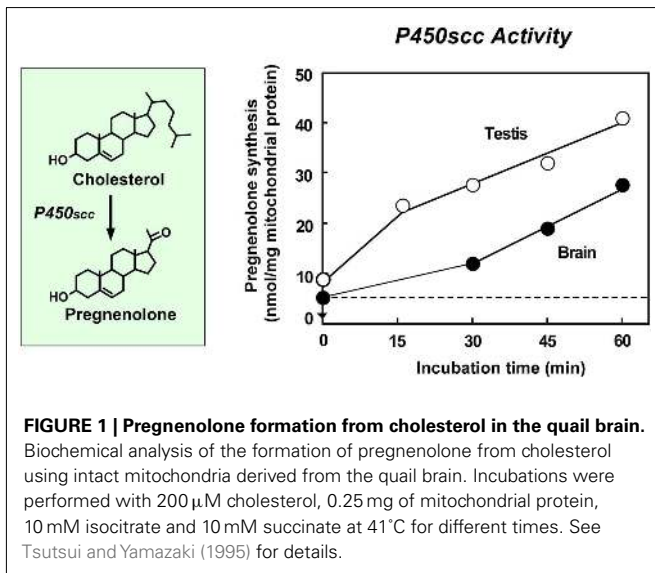 P450scc Activity
HO
Cholesterol
P450scc
O
HO
Pregnenolone
Pregnenolone synthesis
(nmol/mg mitochondrial protein)
50
40
30
20
10
0
Testis
Brain
0 15 30 45 60
Incubation time (min)
FIGURE 1 | Pregnenolone formation from cholesterol in the quail brain.
Biochemical analysis of the formation of pregnenolone from cholesterol
using intact mitochondria derived from the quail brain. Incubations were
performed with 200 μM cholesterol, 0.25 mg of mitochondrial protein,
10 mM isocitrate and 10 mM succinate at 41˚C for different times. See
Tsutsui and Yamazaki (1995) for details.